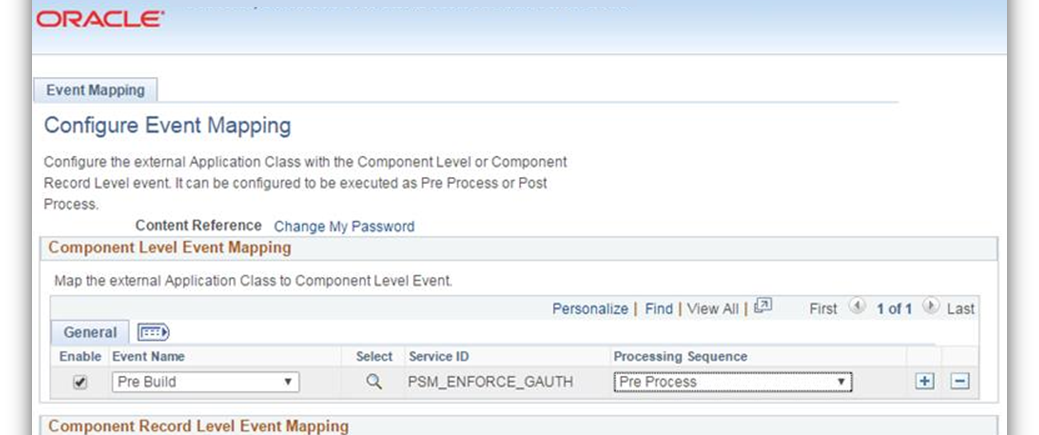 ORACLE
Event Mapping
Configure Event Mapping
Configure the external Application Class with the Component Level or Component
Record Level event. It can be configured to be executed as Pre Process or Post
Process.
Content Reference Change My Password
Component Level Event Mapping
Map the external Application Class to Component Level Event.
Personalize | Find | View All | First 1 of 1 Last
General
Enable Event Name Select Service ID Processing Sequence
Pre Build PSM_ENFORCE_GAUTH Pre Process
Component Record Level Event Mapping